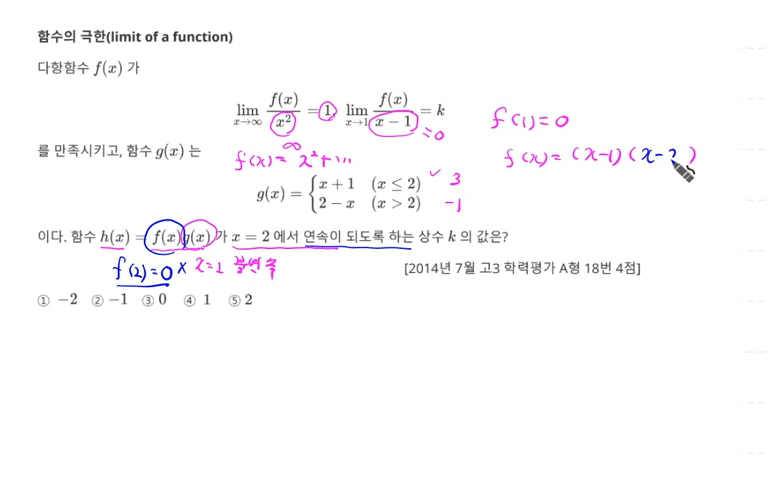 함수의 극한(limit of a function)
다항함수 f(x) 가
lim x→∞ f(x)/x² = 1, lim x→1 f(x)/(x − 1) = k
∞ =0
f(1)=0
를 만족시키고, 함수 g(x) 는
f(x)= x²+...
f(x)= (x-1)(x-2)
g(x) = { x + 1 (x ≤ 2) 3
2 − x (x > 2) -1
이다. 함수 h(x) = f(x)g(x) 가 x = 2 에서 연속이 되도록 하는 상수 k 의 값은?
f(2)=0 × x=2 불연속
[2014년 7월 고3 학력평가 A형 18번 4점]
① −2 ② −1 ③ 0 ④ 1 ⑤ 2